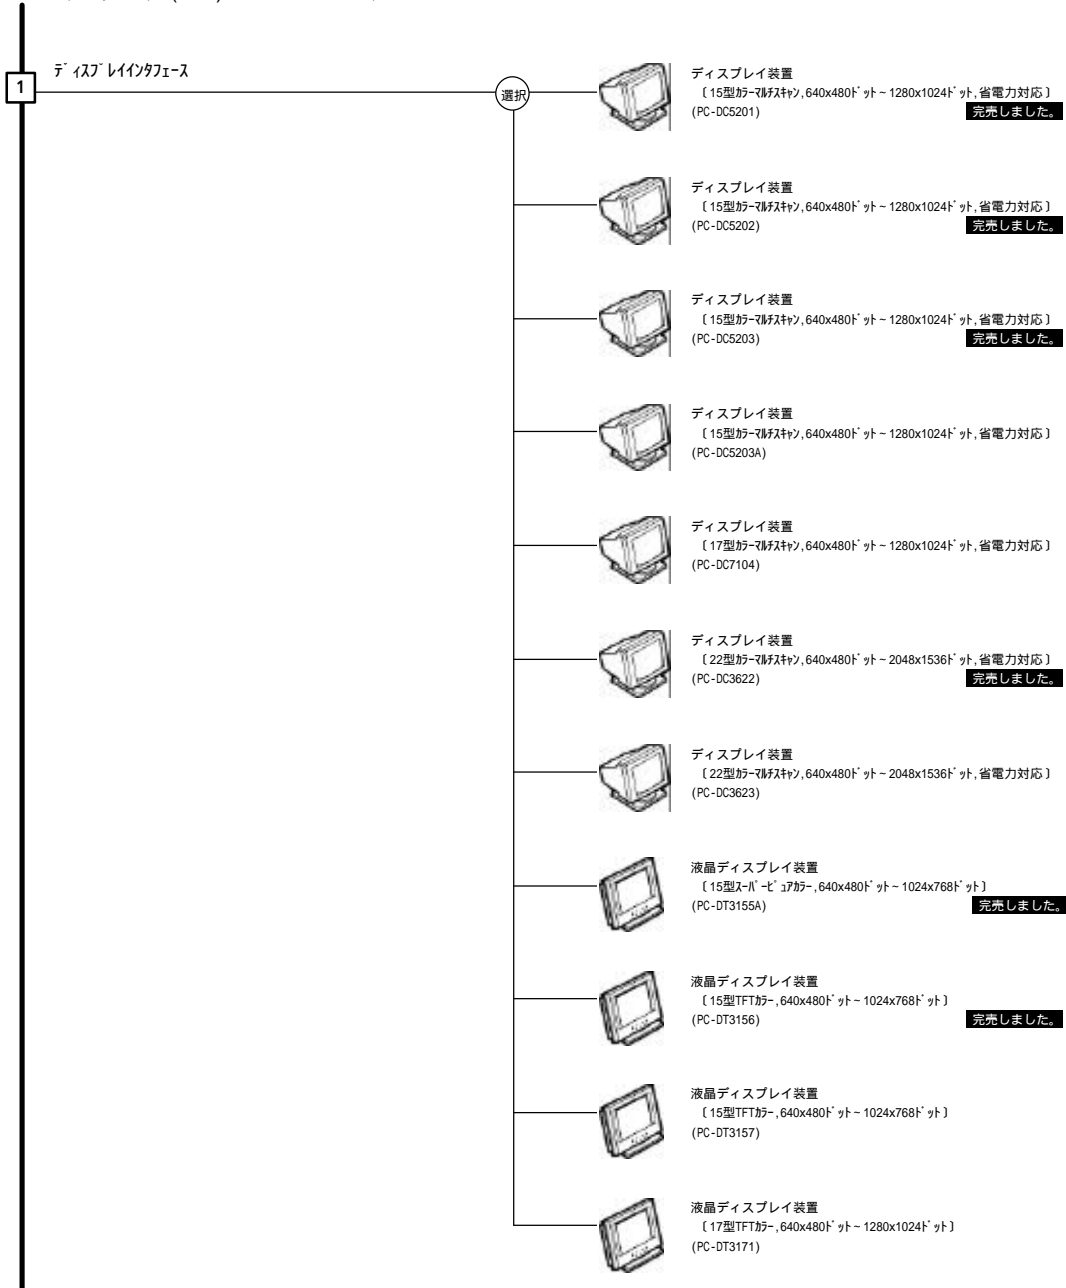 ﾃﾞｨｽﾌﾟﾚｲｲﾝﾀﾌｪｰｽ
1
選択
ディスプレイ装置
〔15型ｶﾗｰﾏﾙﾁｽｷｬﾝ,640x480ﾄﾞｯﾄ～1280x1024ﾄﾞｯﾄ,省電力対応〕
(PC-DC5201) 完売しました。
ディスプレイ装置
〔15型ｶﾗｰﾏﾙﾁｽｷｬﾝ,640x480ﾄﾞｯﾄ～1280x1024ﾄﾞｯﾄ,省電力対応〕
(PC-DC5202) 完売しました。
ディスプレイ装置
〔15型ｶﾗｰﾏﾙﾁｽｷｬﾝ,640x480ﾄﾞｯﾄ～1280x1024ﾄﾞｯﾄ,省電力対応〕
(PC-DC5203) 完売しました。
ディスプレイ装置
〔15型ｶﾗｰﾏﾙﾁｽｷｬﾝ,640x480ﾄﾞｯﾄ～1280x1024ﾄﾞｯﾄ,省電力対応〕
(PC-DC5203A)
ディスプレイ装置
〔17型ｶﾗｰﾏﾙﾁｽｷｬﾝ,640x480ﾄﾞｯﾄ～1280x1024ﾄﾞｯﾄ,省電力対応〕
(PC-DC7104)
ディスプレイ装置
〔22型ｶﾗｰﾏﾙﾁｽｷｬﾝ,640x480ﾄﾞｯﾄ～2048x1536ﾄﾞｯﾄ,省電力対応〕
(PC-DC3622) 完売しました。
ディスプレイ装置
〔22型ｶﾗｰﾏﾙﾁｽｷｬﾝ,640x480ﾄﾞｯﾄ～2048x1536ﾄﾞｯﾄ,省電力対応〕
(PC-DC3623)
液晶ディスプレイ装置
〔15型ｽｰﾊﾟｰﾋﾟｭｱｶﾗｰ,640x480ﾄﾞｯﾄ～1024x768ﾄﾞｯﾄ〕
(PC-DT3155A) 完売しました。
液晶ディスプレイ装置
〔15型TFTｶﾗｰ,640x480ﾄﾞｯﾄ～1024x768ﾄﾞｯﾄ〕
(PC-DT3156) 完売しました。
液晶ディスプレイ装置
〔15型TFTｶﾗｰ,640x480ﾄﾞｯﾄ～1024x768ﾄﾞｯﾄ〕
(PC-DT3157)
液晶ディスプレイ装置
〔17型TFTｶﾗｰ,640x480ﾄﾞｯﾄ～1280x1024ﾄﾞｯﾄ〕
(PC-DT3171)